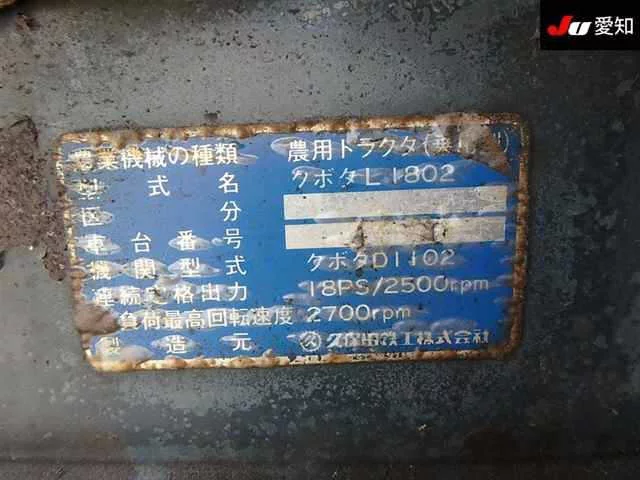 JU 愛知
農業機械の種類 農用トラクタ(乗用型)
型式名 クボタL1802
区分
車台番号
機関型式 クボタD1102
連続定格出力 18PS/2500rpm
無負荷最高回転速度 2700rpm
製造元 久保田鉄工株式会社